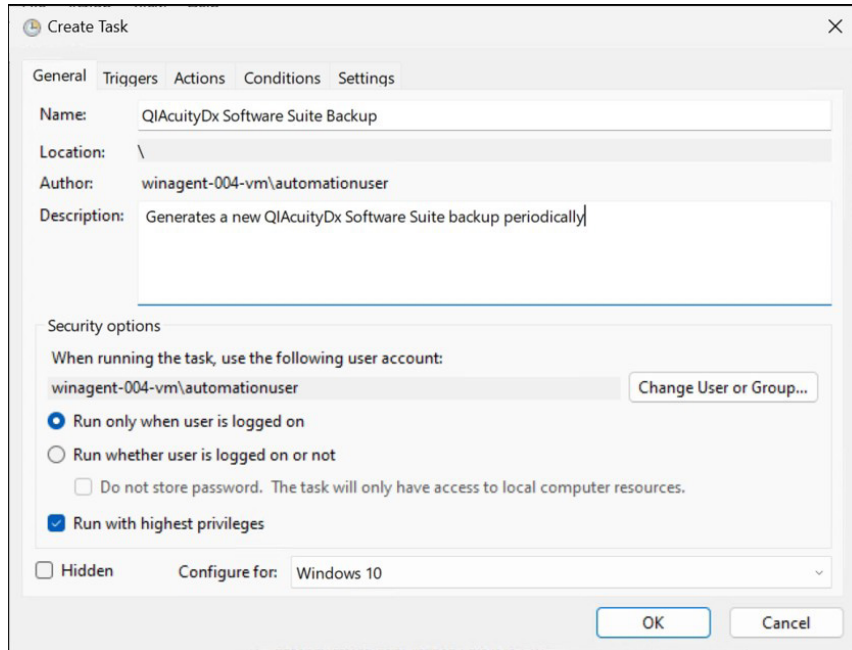 Create Task
General Triggers Actions Conditions Settings
Name: QIAcuityDx Software Suite Backup
Location: \
Author: winagent-004-vm\automationuser
Description: Generates a new QIAcuityDx Software Suite backup periodically
Security options
When running the task, use the following user account:
winagent-004-vm\automationuser Change User or Group...
Run only when user is logged on
Run whether user is logged on or not
Do not store password. The task will only have access to local computer resources.
Run with highest privileges
Hidden Configure for: Windows 10
OK Cancel